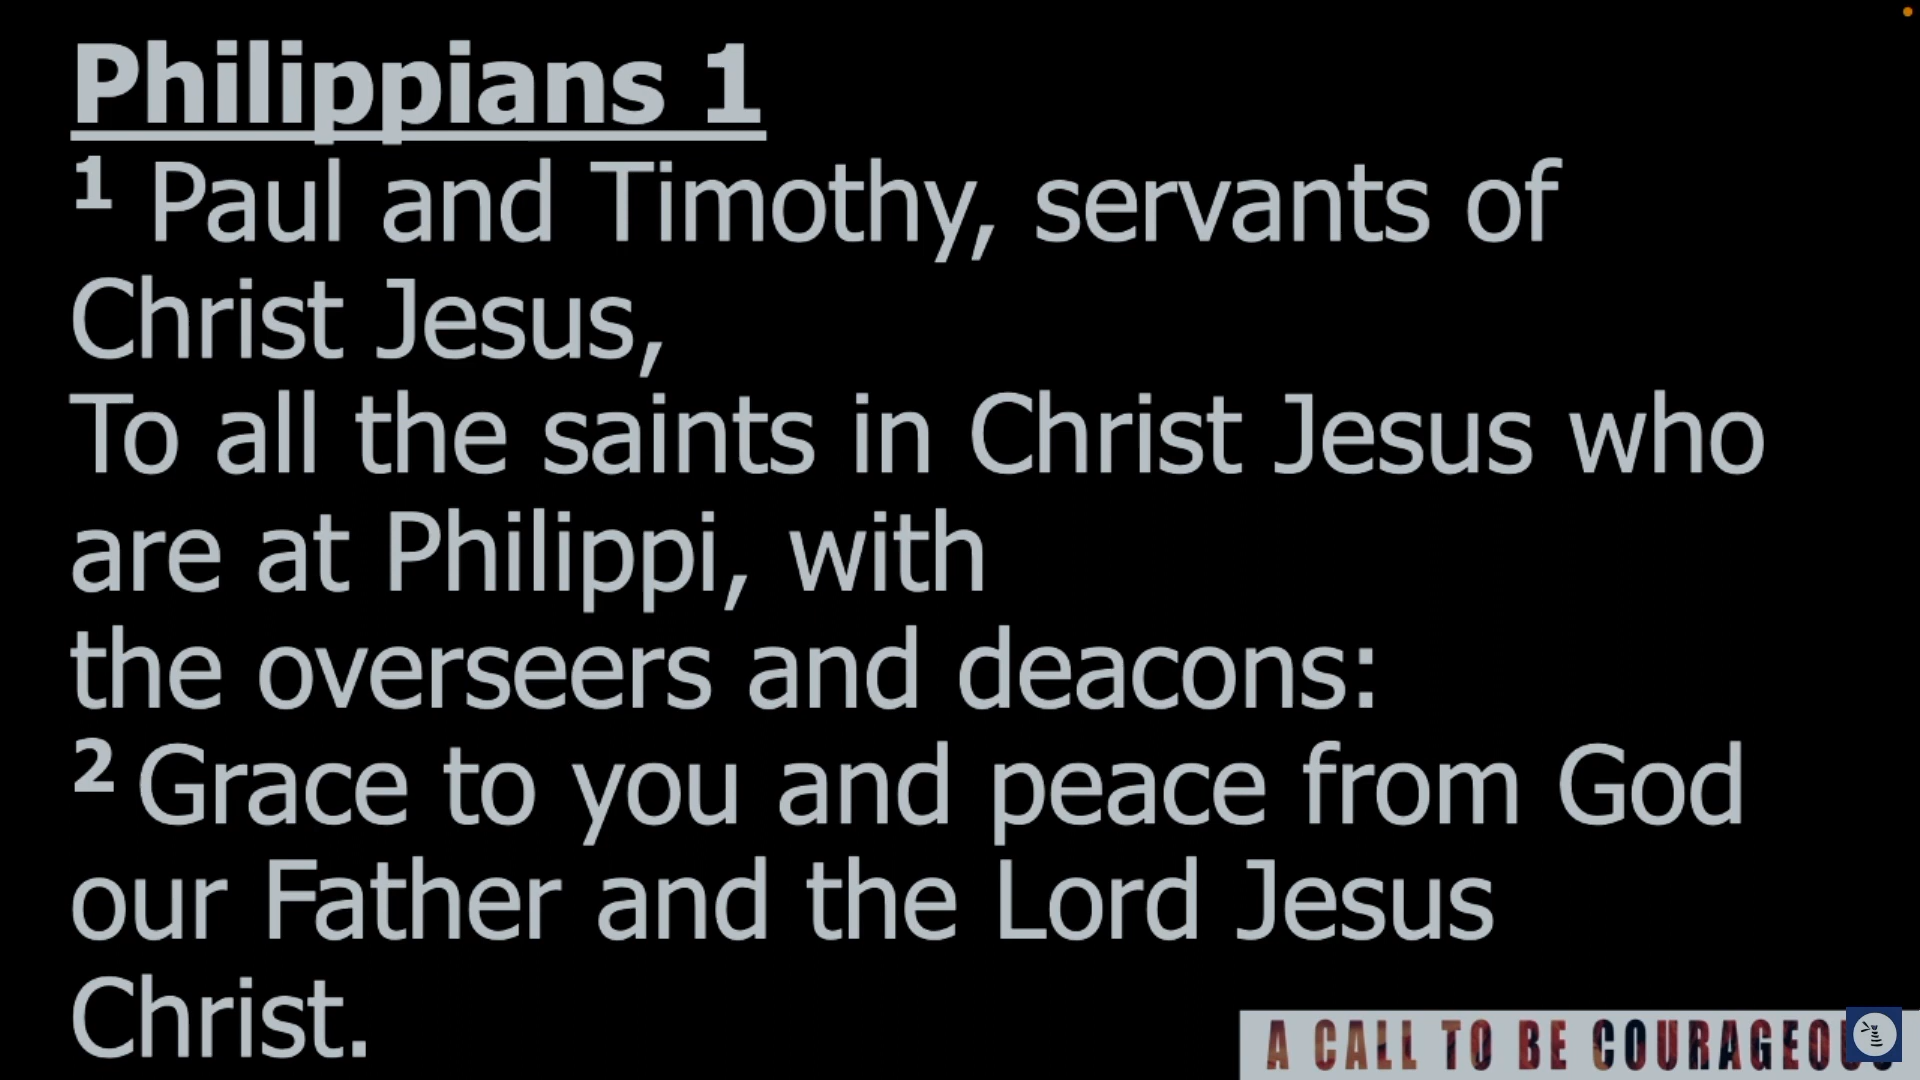 Philippians 1
1 Paul and Timothy, servants of
Christ Jesus,
To all the saints in Christ Jesus who
are at Philippi, with
the overseers and deacons:
2 Grace to you and peace from God
our Father and the Lord Jesus
Christ.
A CALL TO BE COURAGEOUS